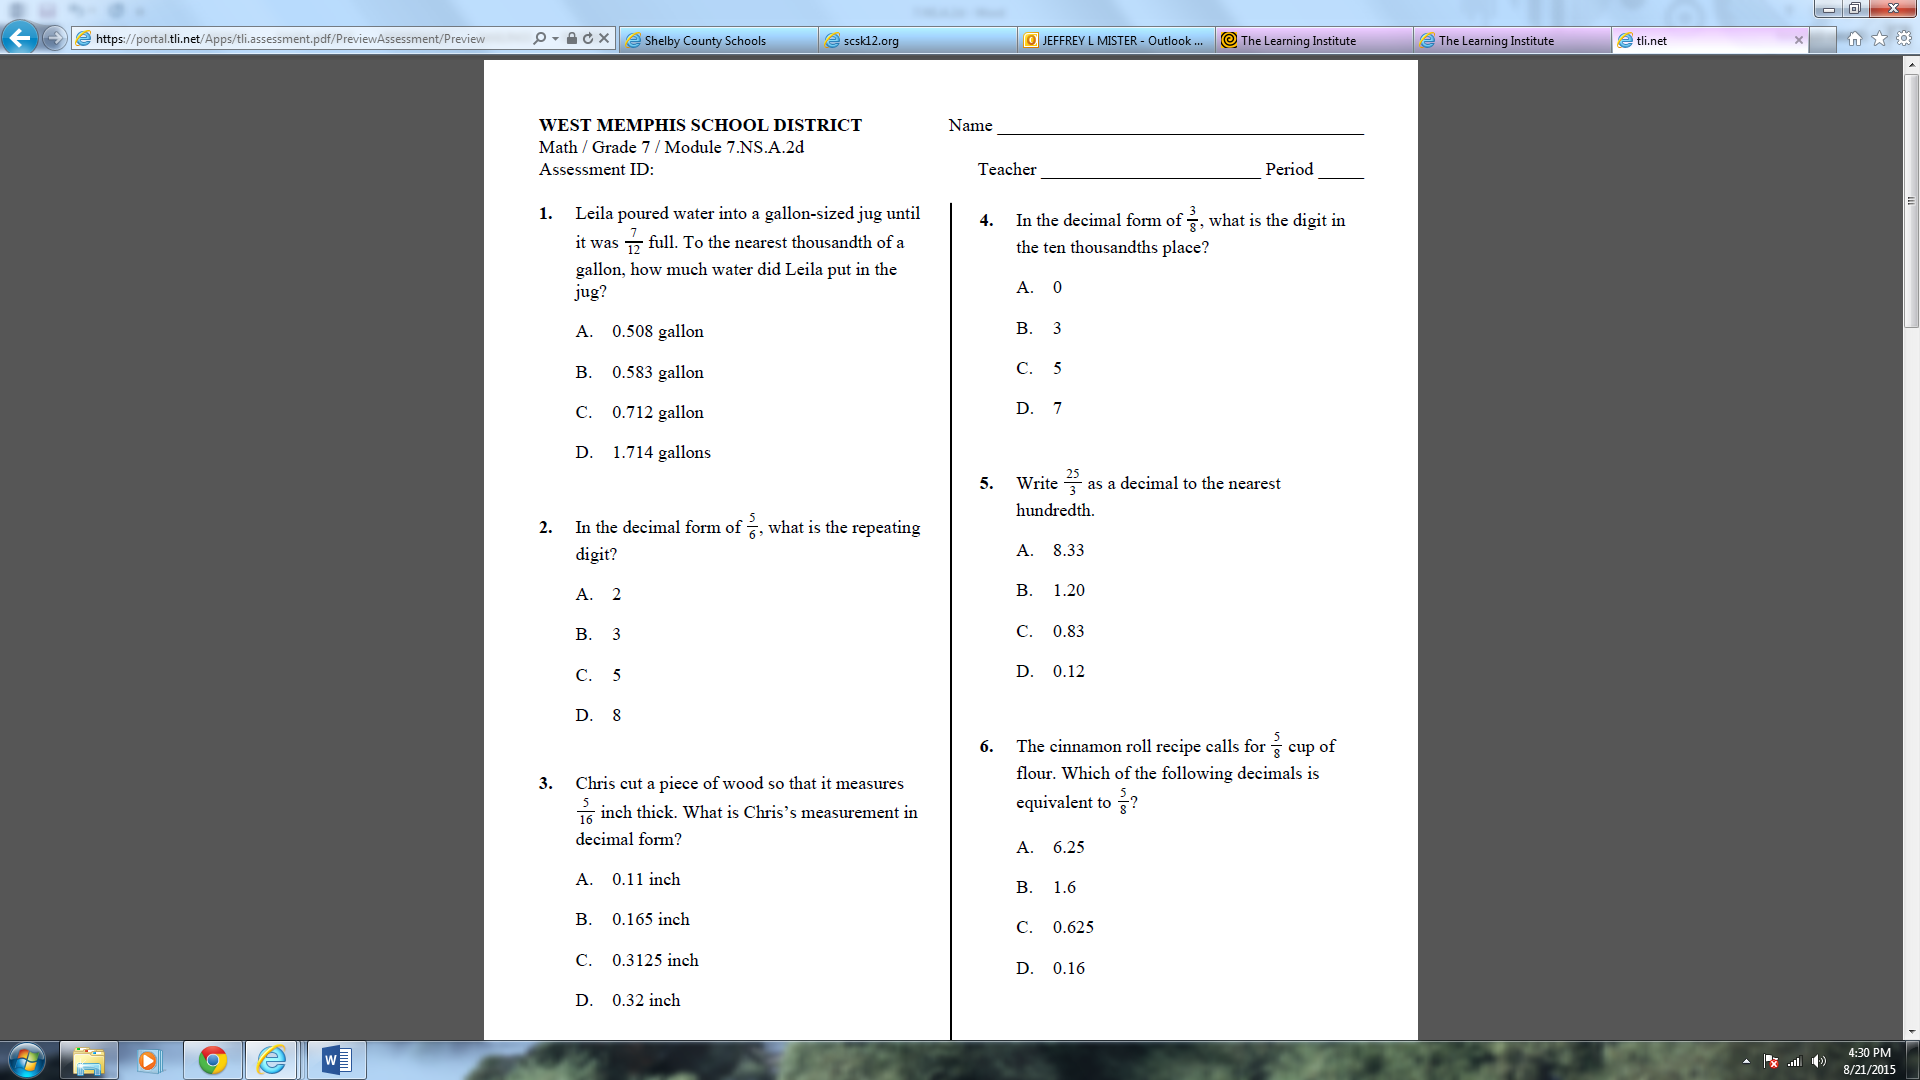 https://portal.tli.net/Apps/tli.assessment.pdf/PreviewAssessment/Preview
Shelby County Schools
scsk12.org
JEFFREY L MISTER - Outlook ...
The Learning Institute
The Learning Institute
tli.net
WEST MEMPHIS SCHOOL DISTRICT
Math / Grade 7 / Module 7.NS.A.2d
Assessment ID:
Name
Teacher Period
1. Leila poured water into a gallon-sized jug until
it was 7/12 full. To the nearest thousandth of a
gallon, how much water did Leila put in the
jug?
A. 0.508 gallon
B. 0.583 gallon
C. 0.712 gallon
D. 1.714 gallons
2. In the decimal form of 5/6, what is the repeating
digit?
A. 2
B. 3
C. 5
D. 8
3. Chris cut a piece of wood so that it measures
5/16 inch thick. What is Chris’s measurement in
decimal form?
A. 0.11 inch
B. 0.165 inch
C. 0.3125 inch
D. 0.32 inch
4. In the decimal form of 3/8, what is the digit in
the ten thousandths place?
A. 0
B. 3
C. 5
D. 7
5. Write 25/3 as a decimal to the nearest
hundredth.
A. 8.33
B. 1.20
C. 0.83
D. 0.12
6. The cinnamon roll recipe calls for 5/8 cup of
flour. Which of the following decimals is
equivalent to 5/8?
A. 6.25
B. 1.6
C. 0.625
D. 0.16
4:30 PM
8/21/2015